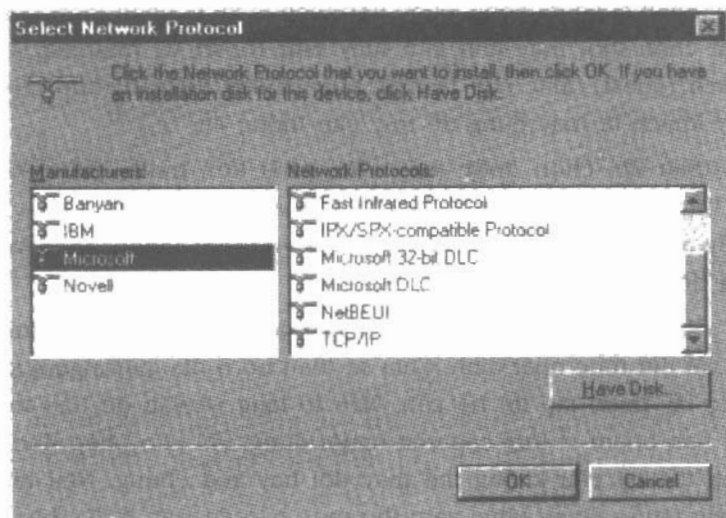 Select Network Protocol
Click the Network Protocol that you want to install, then click OK. If you have
an installation disk for this device, click Have Disk.
Manufacturers:
Banyan
IBM
Microsoft
Novell
Network Protocols:
Fast Infrared Protocol
IPX/SPX-compatible Protocol
Microsoft 32-bit DLC
Microsoft DLC
NetBEUI
TCP/IP
Have Disk...
OK
Cancel